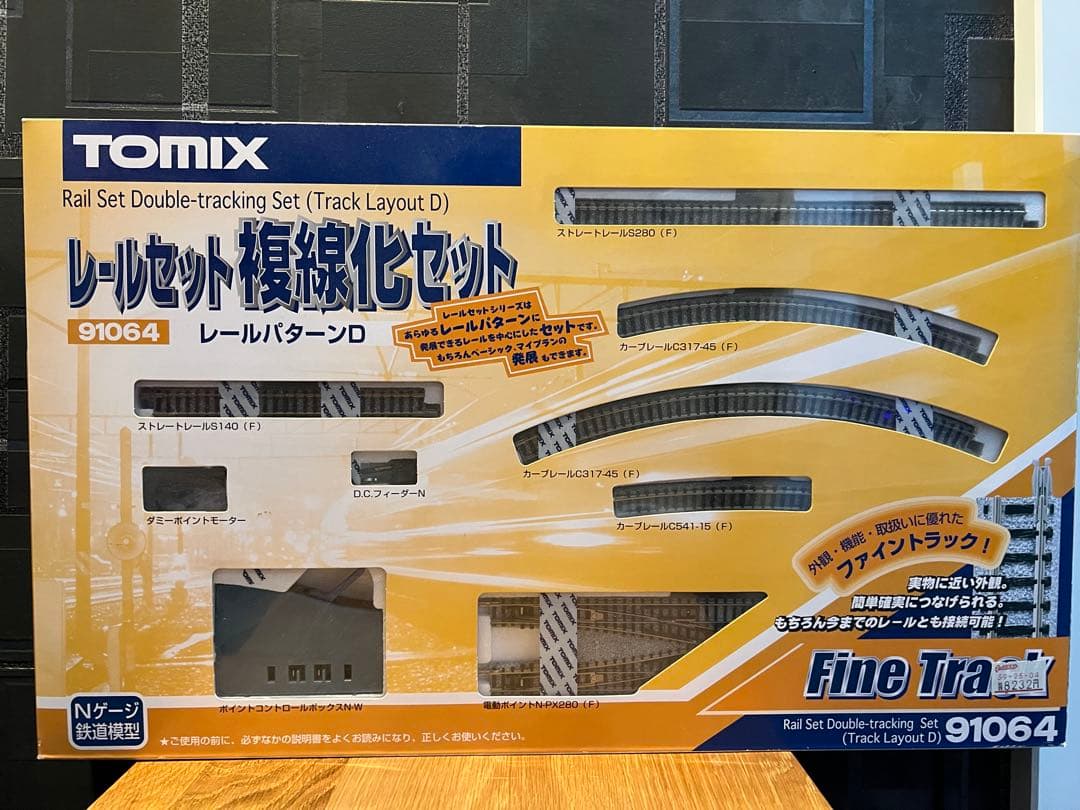 TOMIX
Rail Set Double-tracking Set (Track Layout D)
レールセット 複線化セット
91064 レールパターンD
レールセットシリーズは
あらゆるレールパターンに
発展できるレールを中心にしたセットです。
もちろんベーシック、マイプランの
発展もできます。
ストレートレールS280（F）
カーブレールC317-45（F）
TOMIX
カーブレールC317-45（F）
TOMIX
ストレートレールS140（F）
D.C.フィーダーN
ダミーポイントモーター
カーブレールC541-15（F）
外観・機能・取扱いに優れた
ファイントラック！
実物に近い外観。
簡単確実につなげられる。
もちろん今までのレールとも接続可能！
TOMIX
ポイントコントロールボックスN-W
TOMIX
電動ポイントN-PX280（F）
Fine Tra
59-95-04
8232円
Nゲージ
鉄道模型
★ご使用の前に、必ずなかの説明書をよくお読みになり、正しくお使いください。
Rail Set Double-tracking Set
(Track Layout D) 91064